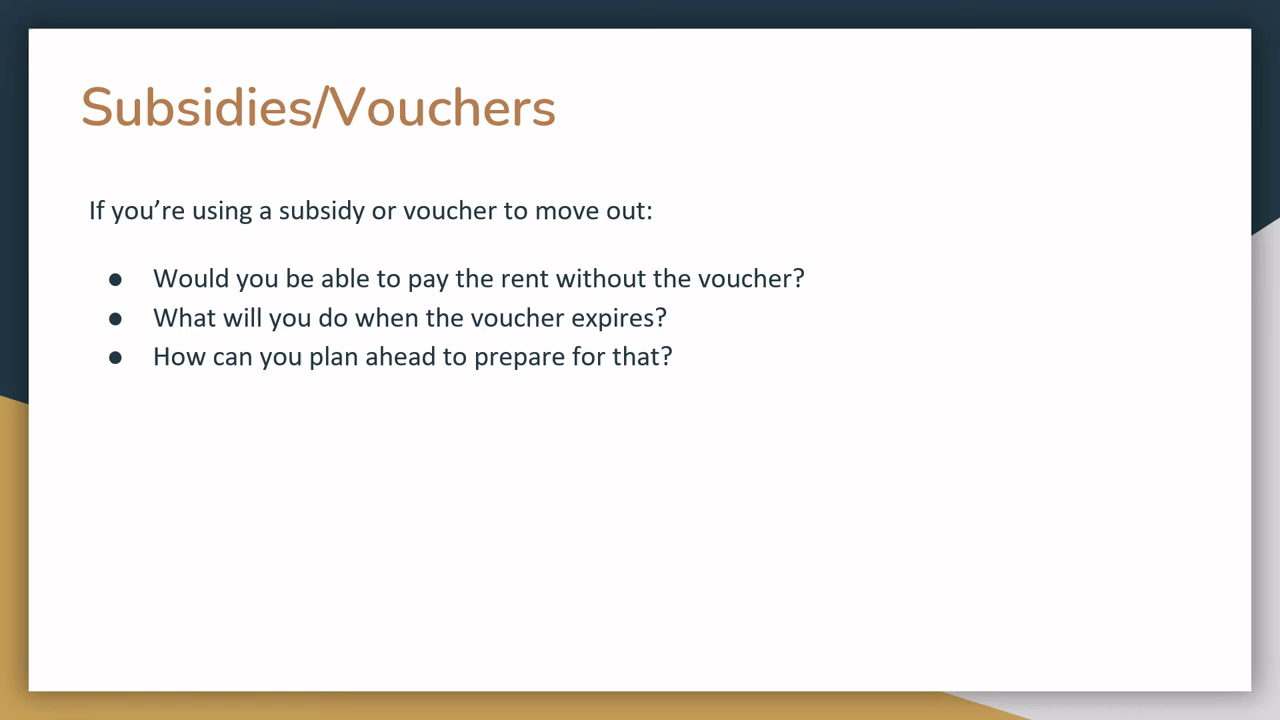 Subsidies/Vouchers
If you’re using a subsidy or voucher to move out:
● Would you be able to pay the rent without the voucher?
● What will you do when the voucher expires?
● How can you plan ahead to prepare for that?